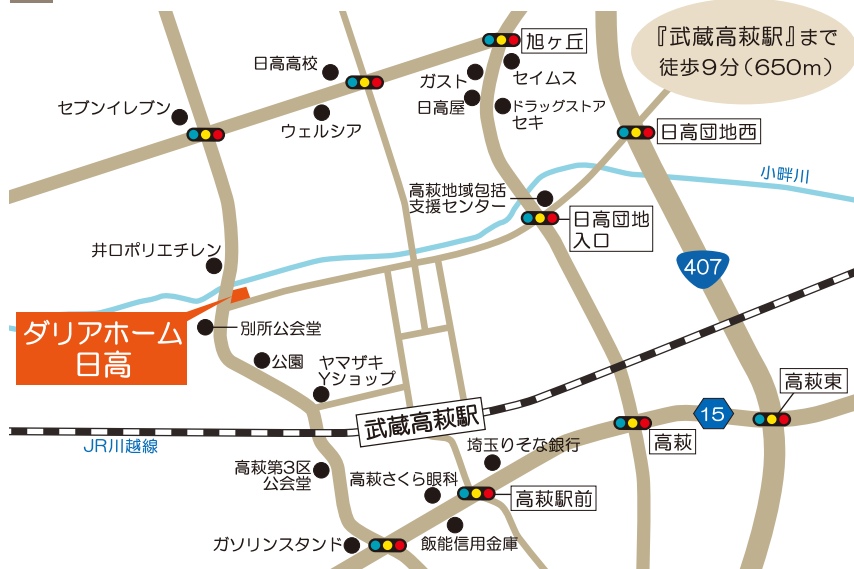 『武蔵高萩駅』まで
徒歩9分（650m）
旭ヶ丘
日高高校
ガスト
セイムス
セブンイレブン
ウェルシア
日高屋
ドラッグストア
セキ
日高団地西
小畔川
高萩地域包括
支援センター
日高団地
入口
井口ポリエチレン
407
ダリアホーム
日高
別所公会堂
公園
ヤマザキ
Yショップ
武蔵高萩駅
高萩東
15
高萩
JR川越線
埼玉りそな銀行
高萩第3区
公会堂
高萩さくら眼科
高萩駅前
ガソリンスタンド
飯能信用金庫